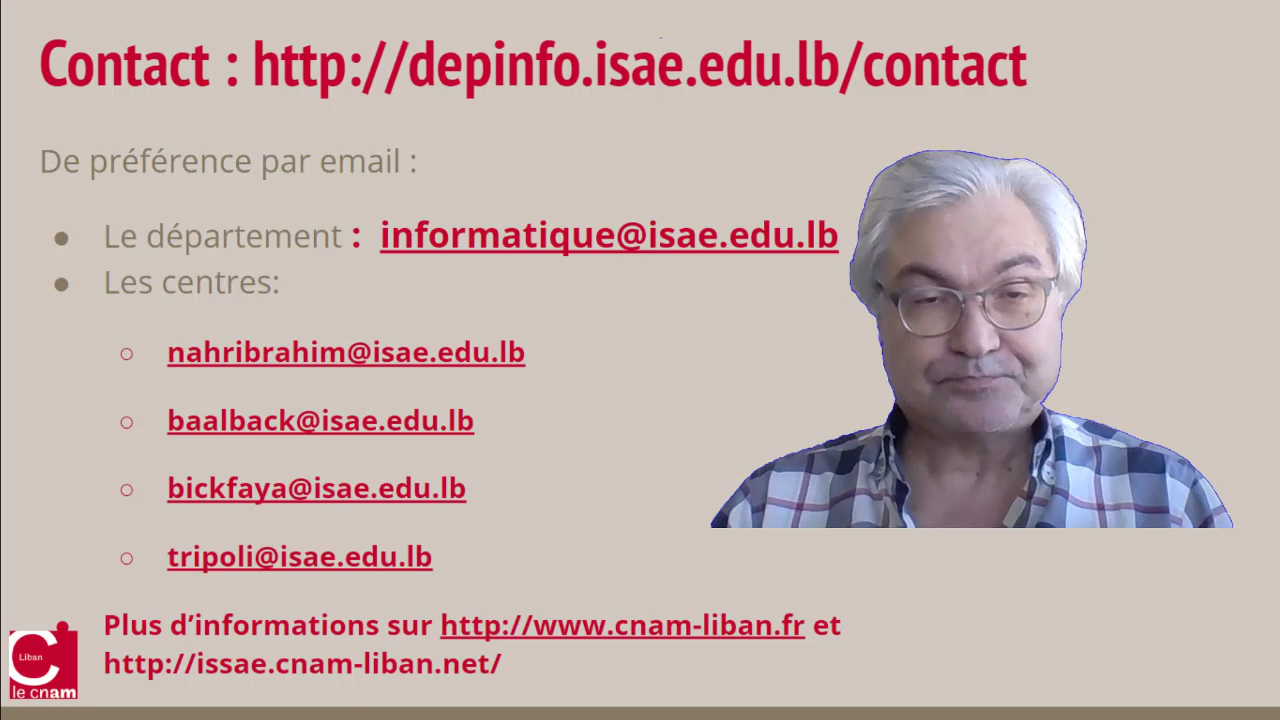 Contact : http://depinfo.isae.edu.lb/contact
De préférence par email :
● Le département : informatique@isae.edu.lb
● Les centres:
○ nahribrahim@isae.edu.lb
○ baalback@isae.edu.lb
○ bickfaya@isae.edu.lb
○ tripoli@isae.edu.lb
Plus d’informations sur http://www.cnam-liban.fr et
http://issae.cnam-liban.net/
Liban
le cnam